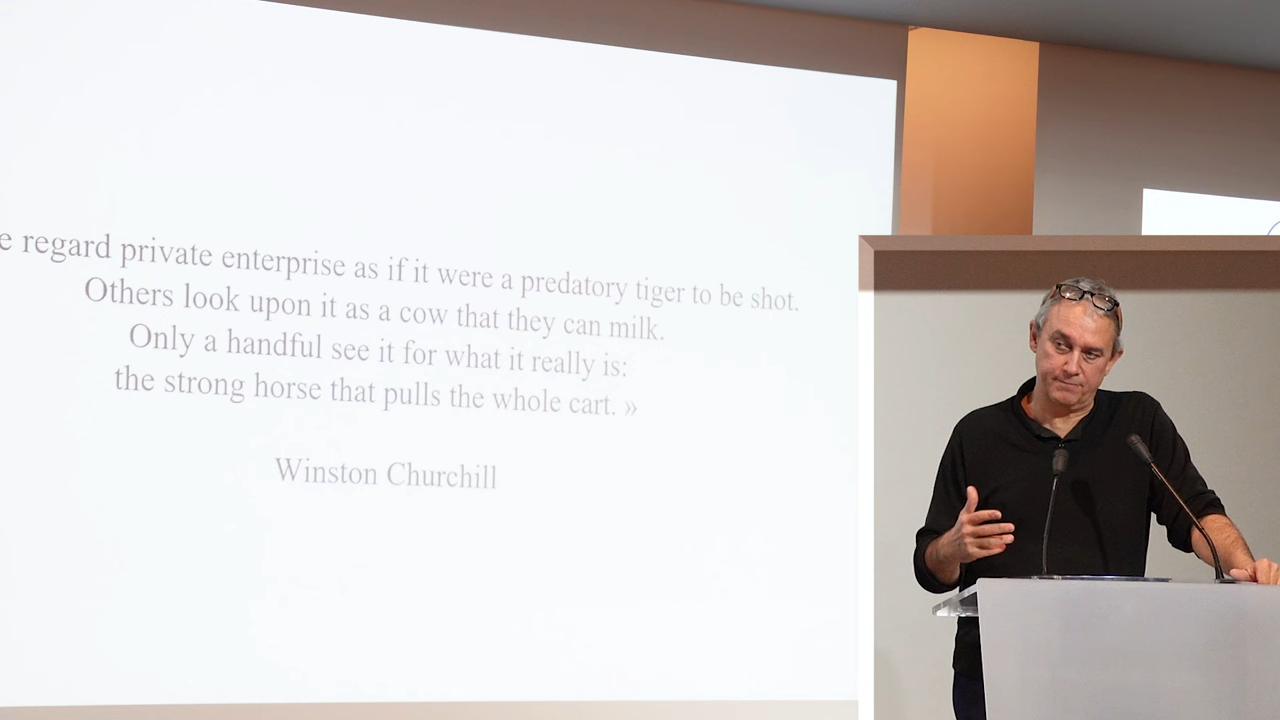 e regard private enterprise as if it were a predatory tiger to be shot.
Others look upon it as a cow that they can milk.
Only a handful see it for what it really is:
the strong horse that pulls the whole cart. »
Winston Churchill